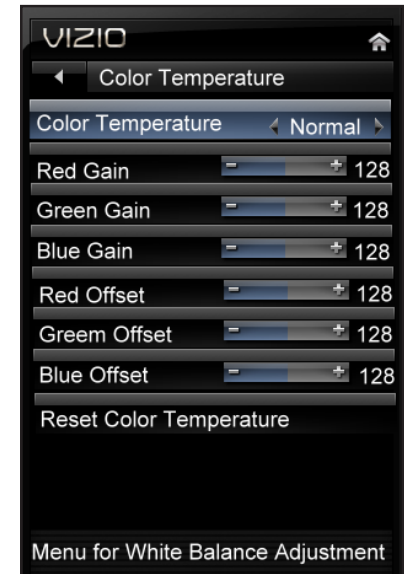 VIZIO
Color Temperature
Color Temperature Normal
Red Gain - + 128
Green Gain - + 128
Blue Gain - + 128
Red Offset - + 128
Greem Offset - + 128
Blue Offset - + 128
Reset Color Temperature
Menu for White Balance Adjustment